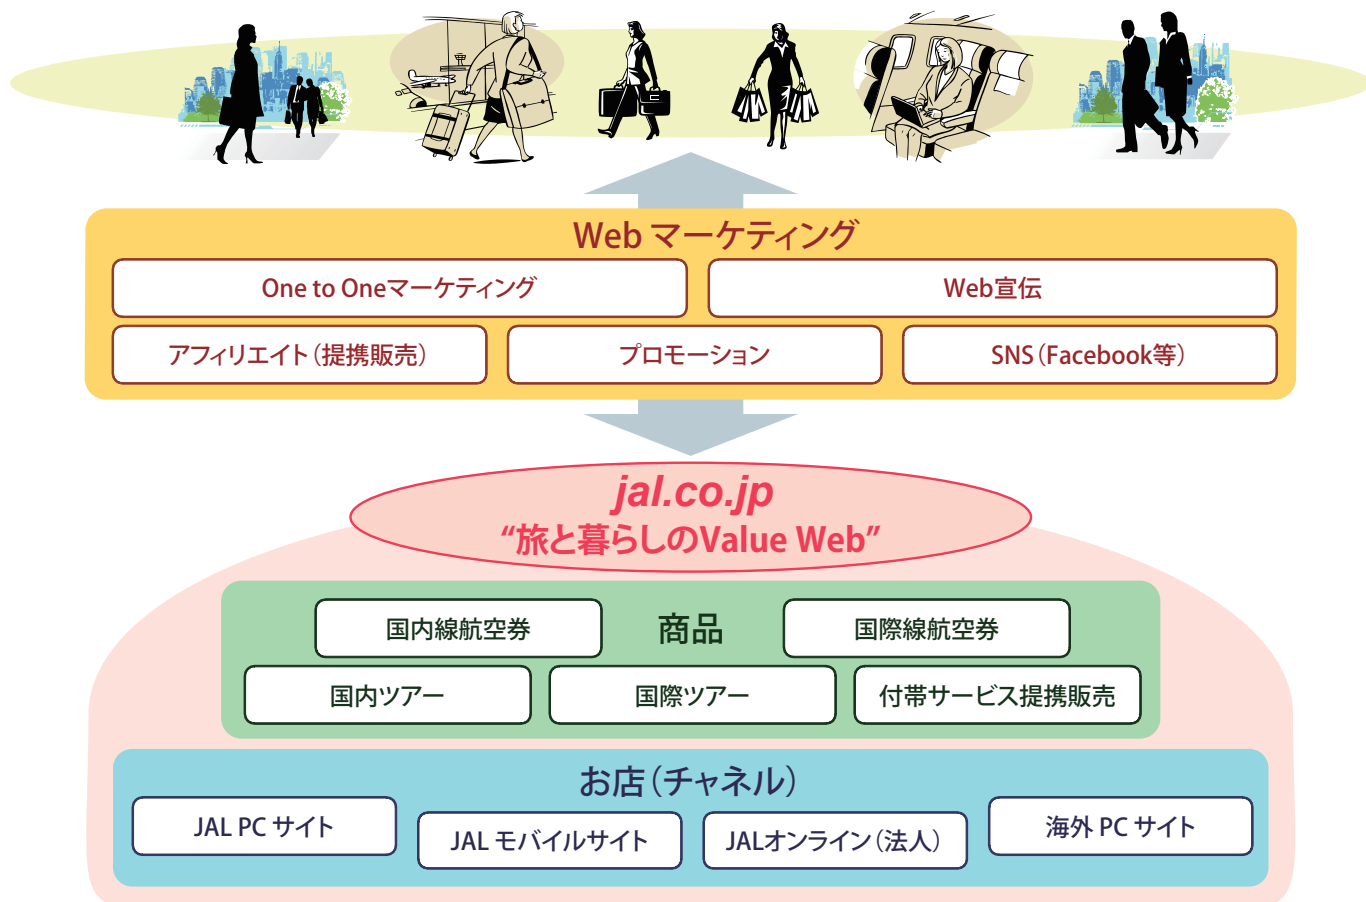 Web マーケティング
One to Oneマーケティング
Web宣伝
アフィリエイト（提携販売）
プロモーション
SNS（Facebook等）
jal.co.jp
“旅と暮らしのValue Web”
国内線航空券
商品
国際線航空券
国内ツアー
国際ツアー
付帯サービス提携販売
お店（チャネル）
JAL PC サイト
JAL モバイルサイト
JALオンライン（法人）
海外 PC サイト